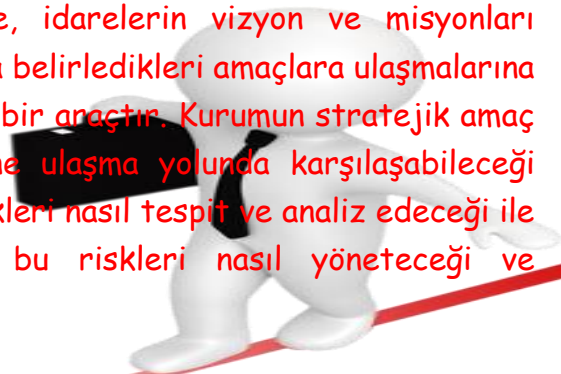 e, idarelerin vizyon ve misyonları
belirledikleri amaçlara ulaşmalarına
bir araçtır. Kurumun stratejik amaç
ne ulaşma yolunda karşılaşabileceği
kleri nasıl tespit ve analiz edeceği ile
bu riskleri nasıl yöneteceği ve